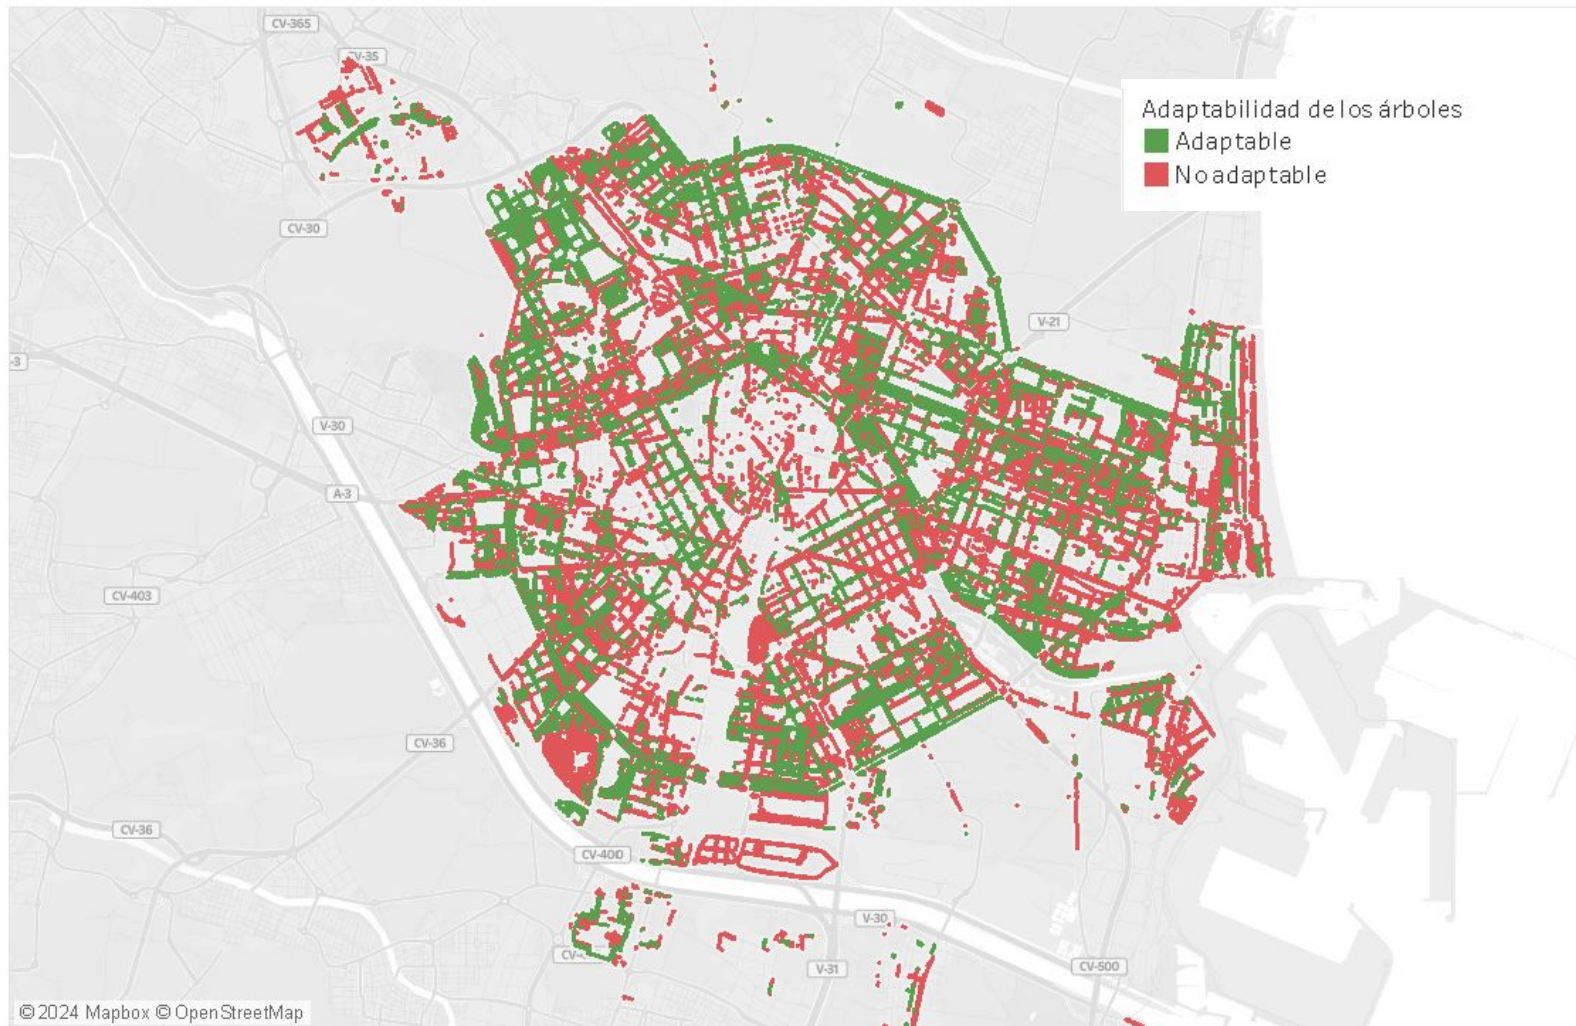 CV-365
CV-35
Adaptabilidad de los árboles
Adaptable
No adaptable
CV-30
V-21
-3
V-30
A-3
CV-403
CV-36
CV-36
CV-400
V-30
V-31
CV-500
© 2024 Mapbox © OpenStreetMap